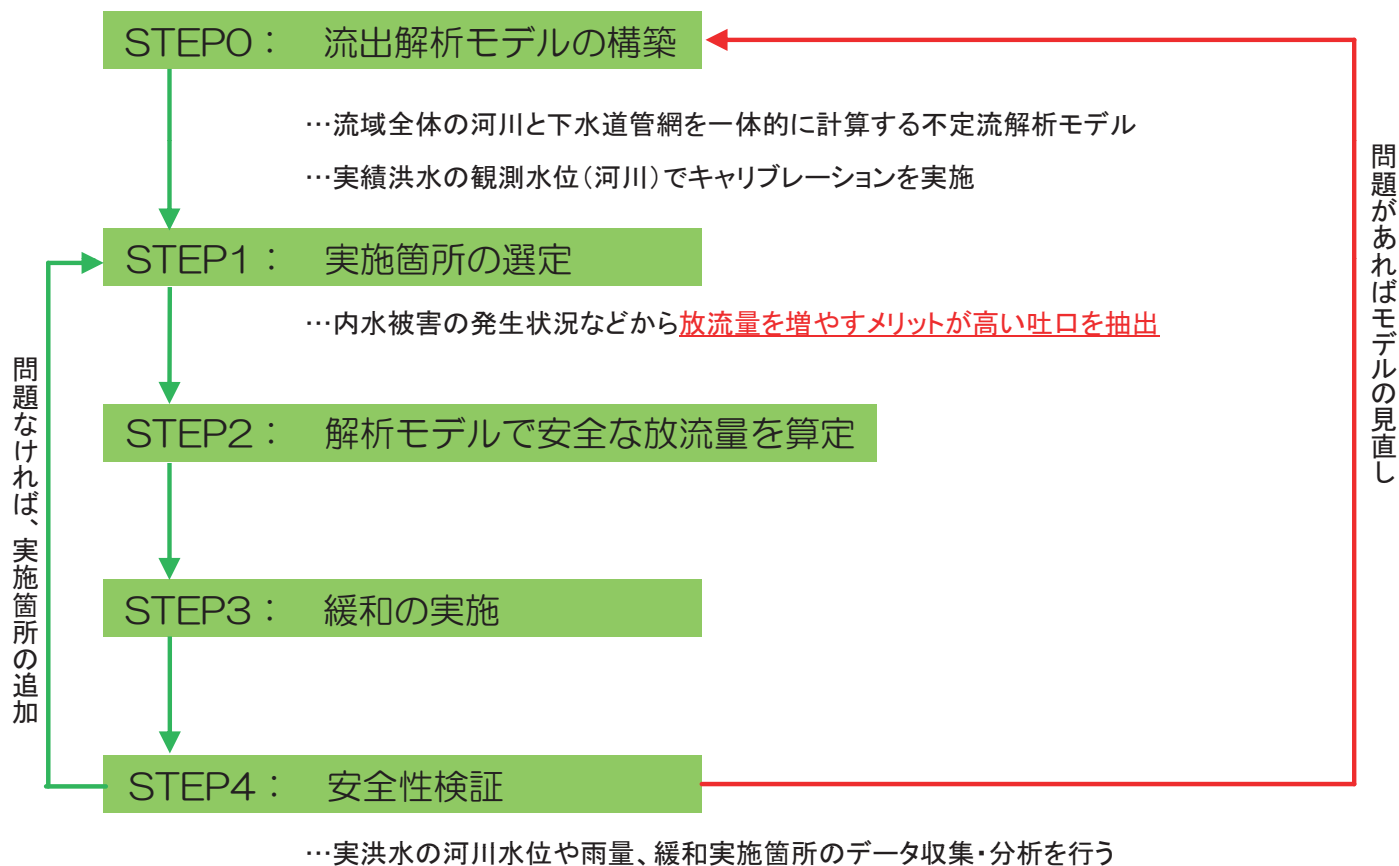 STEP0： 流出解析モデルの構築
…流域全体の河川と下水道管網を一体的に計算する不定流解析モデル
…実績洪水の観測水位（河川）でキャリブレーションを実施
STEP1： 実施箇所の選定
…内水被害の発生状況などから放流量を増やすメリットが高い吐口を抽出
STEP2： 解析モデルで安全な放流量を算定
STEP3： 緩和の実施
STEP4： 安全性検証
…実洪水の河川水位や雨量、緩和実施箇所のデータ収集・分析を行う
問題なければ、実施箇所の追加
問題があればモデルの見直し